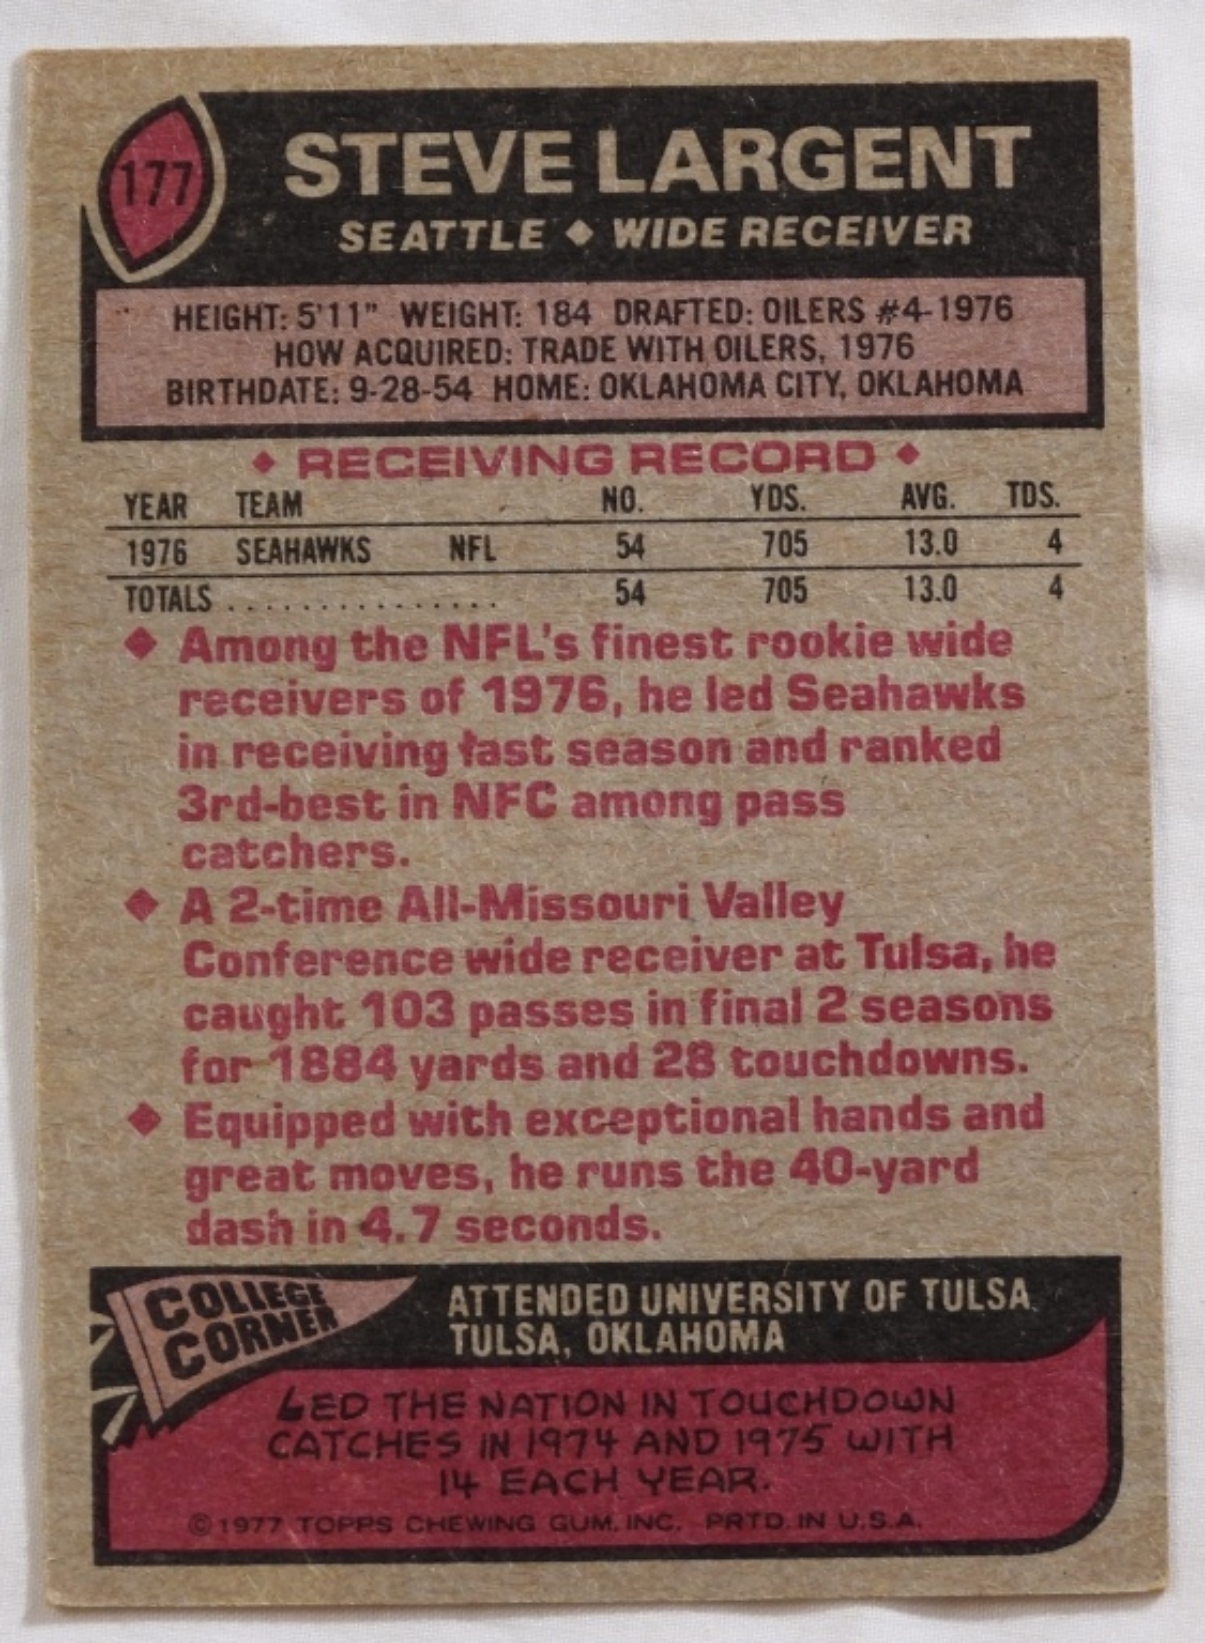 177
STEVE LARGENT
SEATTLE ◆ WIDE RECEIVER
HEIGHT: 5'11" WEIGHT: 184 DRAFTED: OILERS #4-1976
HOW ACQUIRED: TRADE WITH OILERS, 1976
BIRTHDATE: 9-28-54 HOME: OKLAHOMA CITY, OKLAHOMA
◆ RECEIVING RECORD ◆
YEAR TEAM NO. YDS. AVG. TDS.
1976 SEAHAWKS NFL 54 705 13.0 4
TOTALS ............... 54 705 13.0 4
◆ Among the NFL's finest rookie wide
receivers of 1976, he led Seahawks
in receiving last season and ranked
3rd-best in NFC among pass
catchers.
◆ A 2-time All-Missouri Valley
Conference wide receiver at Tulsa, he
caught 103 passes in final 2 seasons
for 1884 yards and 28 touchdowns.
◆ Equipped with exceptional hands and
great moves, he runs the 40-yard
dash in 4.7 seconds.
COLLEGE
CORNER
ATTENDED UNIVERSITY OF TULSA
TULSA, OKLAHOMA
LED THE NATION IN TOUCHDOWN
CATCHES IN 1974 AND 1975 WITH
14 EACH YEAR.
© 1977 TOPPS CHEWING GUM, INC. PRTD. IN U.S.A.